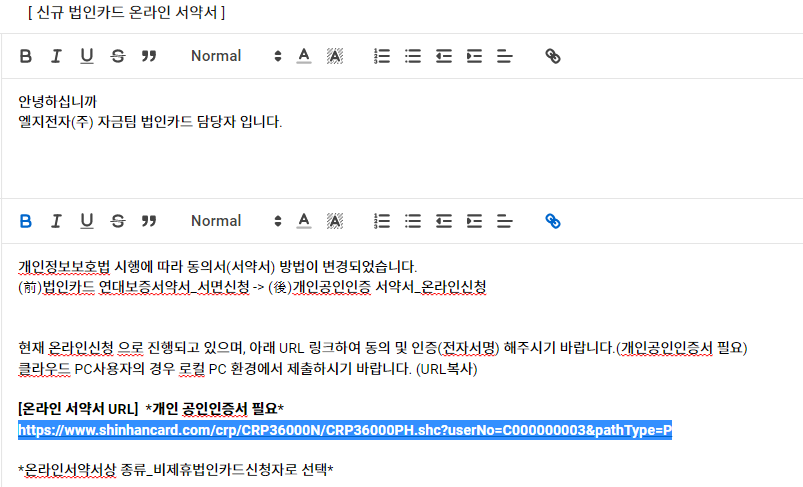 [ 신규 법인카드 온라인 서약서 ]
B I U S Normal A A
안녕하십니까
엘지전자(주) 자금팀 법인카드 담당자 입니다.
B I U S Normal A A
개인정보보호법 시행에 따라 동의서(서약서) 방법이 변경되었습니다.
(前)법인카드 연대보증서약서_서면신청 -> (後)개인공인인증 서약서_온라인신청
현재 온라인신청 으로 진행되고 있으며, 아래 URL 링크하여 동의 및 인증(전자서명) 해주시기 바랍니다.(개인공인인증서 필요)
클라우드 PC사용자의 경우 로컬 PC 환경에서 제출하시기 바랍니다. (URL복사)
[온라인 서약서 URL] *개인 공인인증서 필요*
https://www.shinhancard.com/crp/CRP36000N/CRP36000PH.shc?userNo=C000000003&pathType=P
*온라인서약서상 종류_비제휴법인카드신청자로 선택*